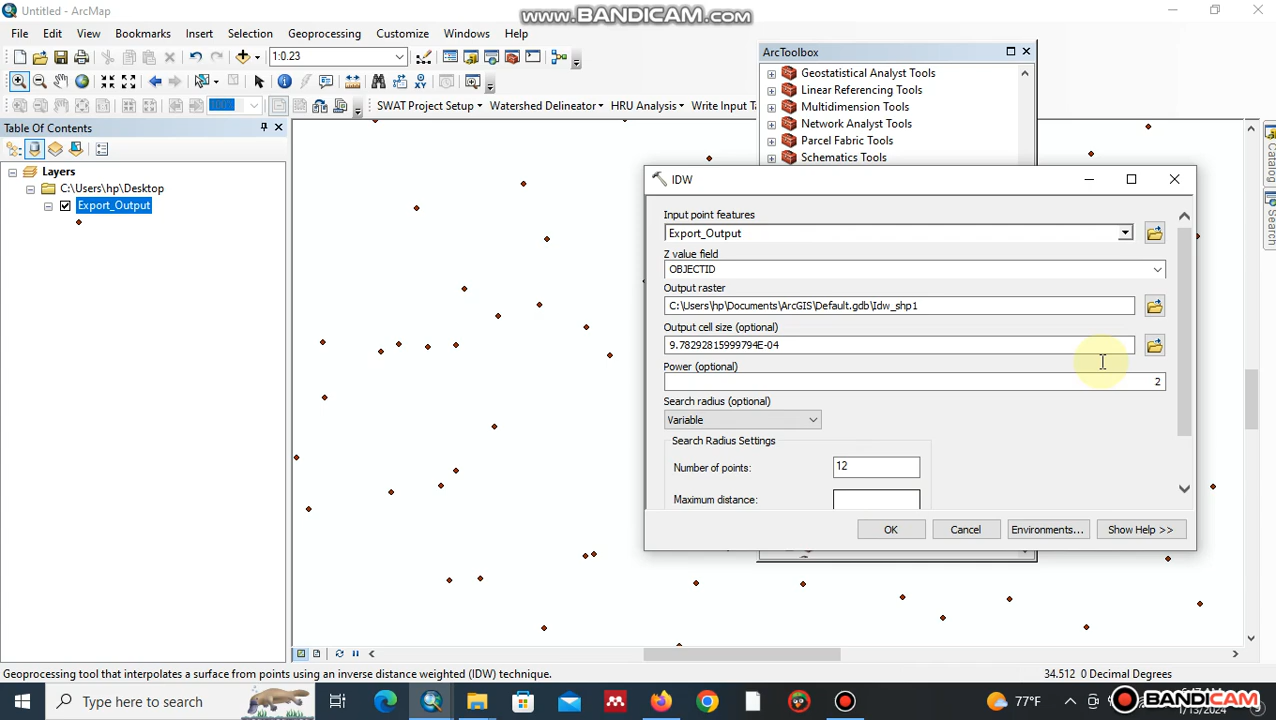 Untitled - ArcMap
www.BANDICAM.com
File Edit View Bookmarks Insert Selection Geoprocessing Customize Windows Help
1:0.23
SWAT Project Setup Watershed Delineator HRU Analysis Write Input Ta
Table Of Contents
Layers
C:\Users\hp\Desktop
Export_Output
ArcToolbox
Geostatistical Analyst Tools
Linear Referencing Tools
Multidimension Tools
Network Analyst Tools
Parcel Fabric Tools
Schematics Tools
Catalog
Search
IDW
Input point features
Export_Output
Z value field
OBJECTID
Output raster
C:\Users\hp\Documents\ArcGIS\Default.gdb\Idw_shp1
Output cell size (optional)
9.78292815999794E-04
Power (optional)
2
Search radius (optional)
Variable
Search Radius Settings
Number of points: 12
Maximum distance:
OK Cancel Environments... Show Help >>
Geoprocessing tool that interpolates a surface from points using an inverse distance weighted (IDW) technique.
34.512 0 Decimal Degrees
Type here to search
77°F
1/13/2024
BANDICAM